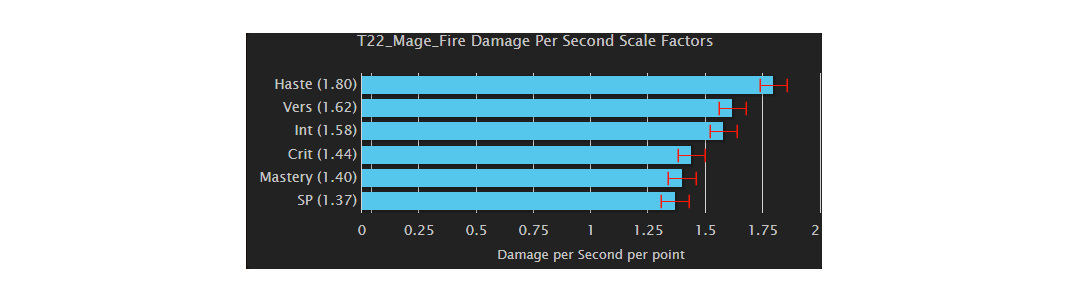 T22_Mage_Fire Damage Per Second Scale Factors
Haste (1.80)
Vers (1.62)
Int (1.58)
Crit (1.44)
Mastery (1.40)
SP (1.37)
0 0.25 0.5 0.75 1 1.25 1.5 1.75 2
Damage per Second per point